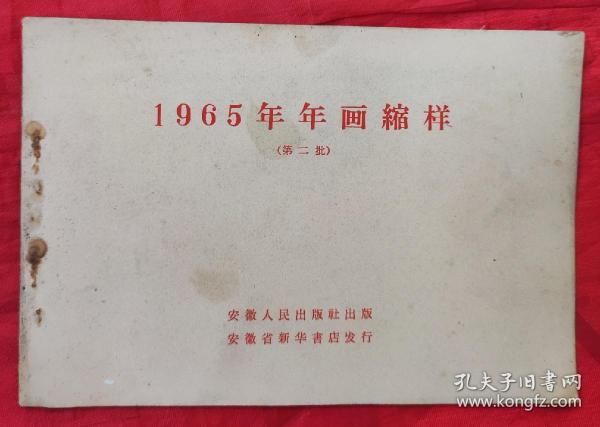 1965年年画縮样
（第二批）
安徽人民出版社出版
安徽省新华書店发行
孔夫子旧书网
www.kongfz.com